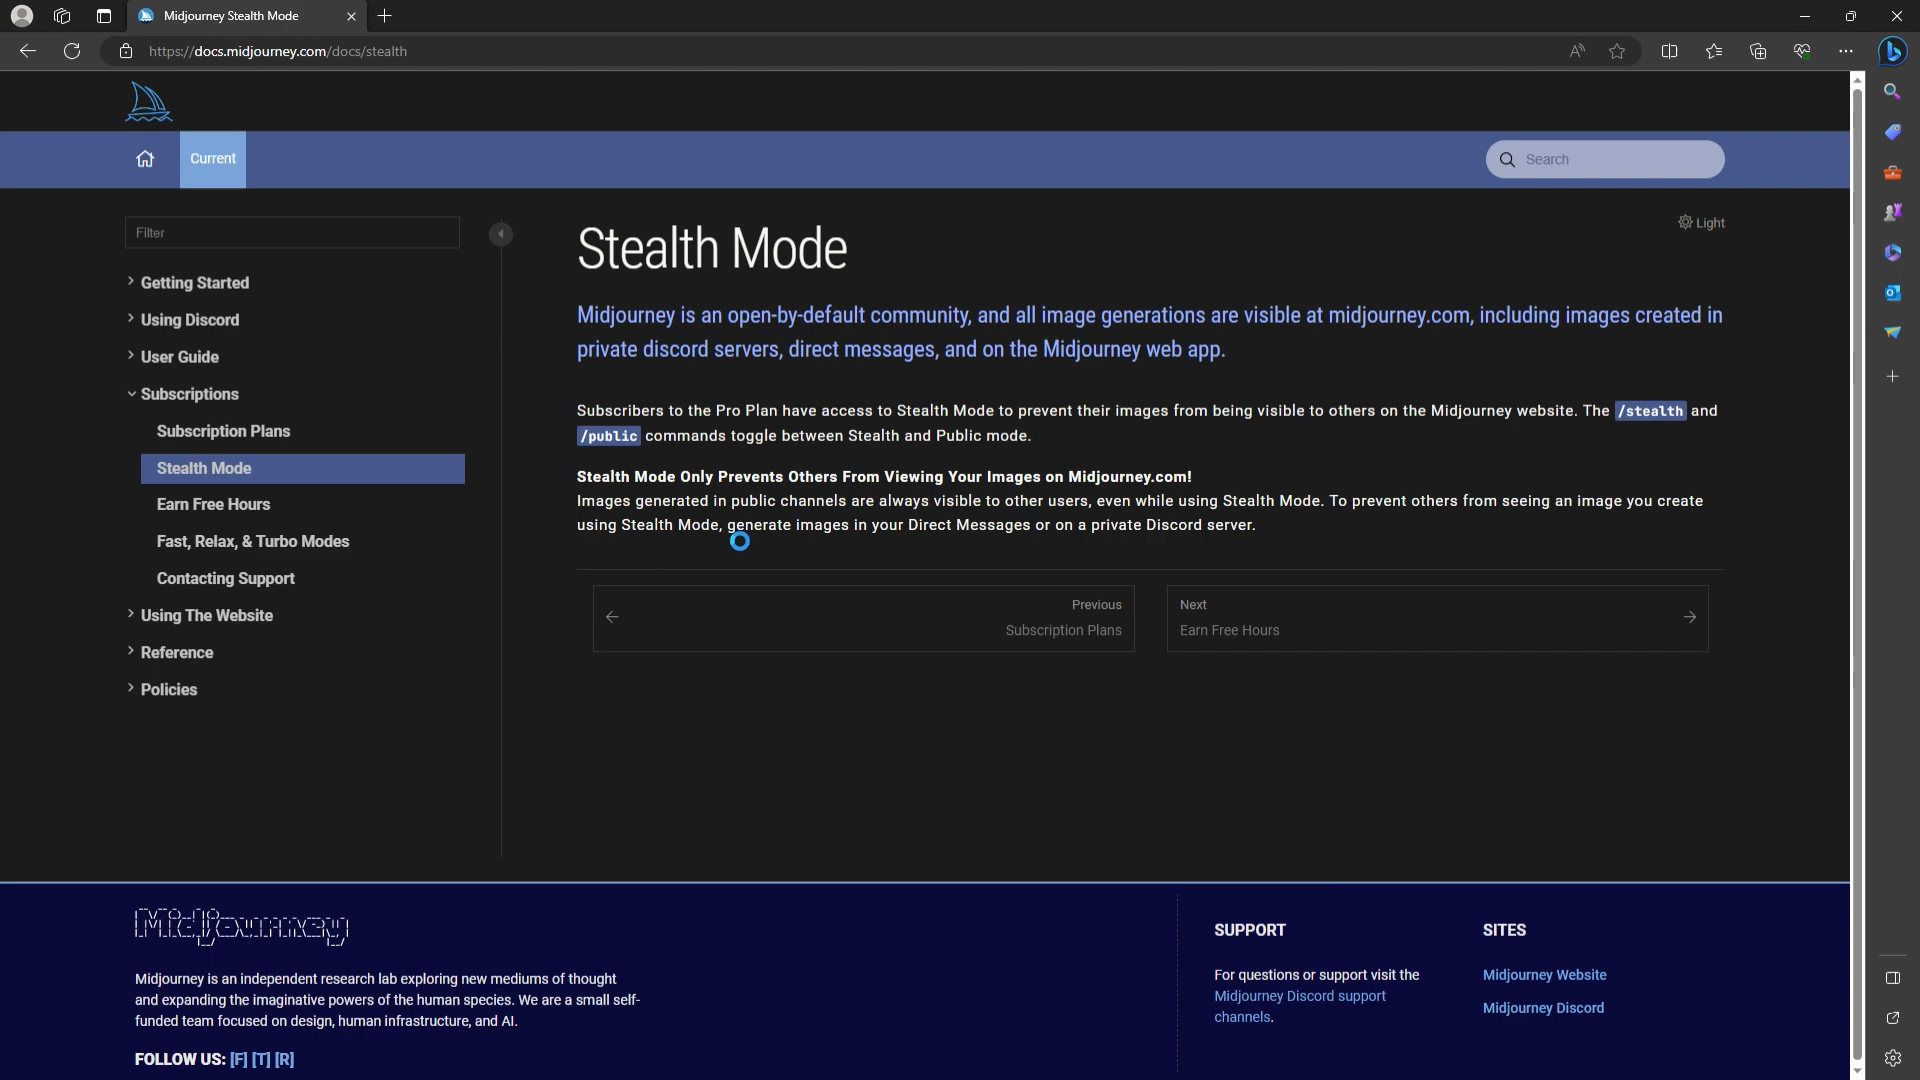 Midjourney Stealth Mode
https://docs.midjourney.com/docs/stealth
Current
Search
Filter
Getting Started
Using Discord
User Guide
Subscriptions
Subscription Plans
Stealth Mode
Earn Free Hours
Fast, Relax, & Turbo Modes
Contacting Support
Using The Website
Reference
Policies
Light
Stealth Mode
Midjourney is an open-by-default community, and all image generations are visible at midjourney.com, including images created in
private discord servers, direct messages, and on the Midjourney web app.
Subscribers to the Pro Plan have access to Stealth Mode to prevent their images from being visible to others on the Midjourney website. The /stealth and
/public commands toggle between Stealth and Public mode.
Stealth Mode Only Prevents Others From Viewing Your Images on Midjourney.com!
Images generated in public channels are always visible to other users, even while using Stealth Mode. To prevent others from seeing an image you create
using Stealth Mode, generate images in your Direct Messages or on a private Discord server.
Previous
Subscription Plans
Next
Earn Free Hours
Midjourney
Midjourney is an independent research lab exploring new mediums of thought
and expanding the imaginative powers of the human species. We are a small self-
funded team focused on design, human infrastructure, and AI.
FOLLOW US: [F] [T] [R]
SUPPORT
For questions or support visit the
Midjourney Discord support
channels.
SITES
Midjourney Website
Midjourney Discord